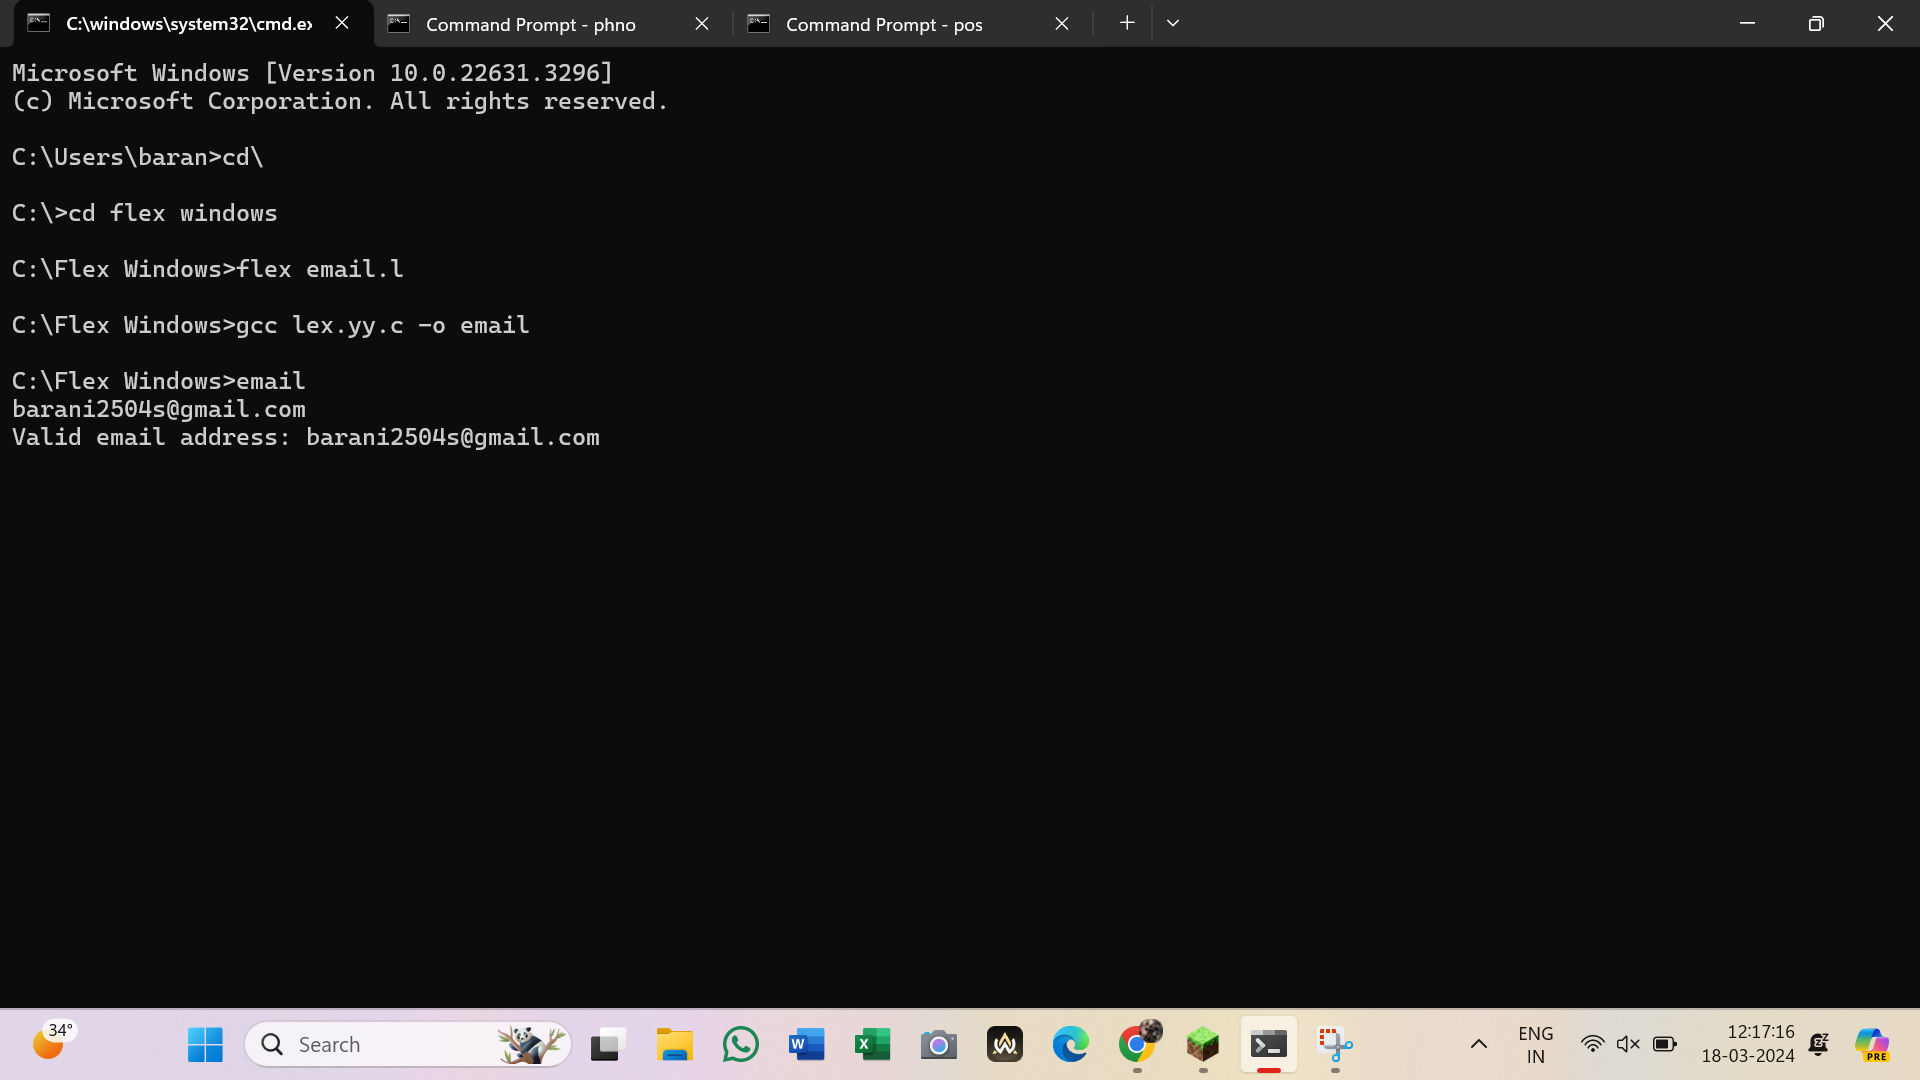 C:\windows\system32\cmd.ex
Command Prompt - phno
Command Prompt - pos
Microsoft Windows [Version 10.0.22631.3296]
(c) Microsoft Corporation. All rights reserved.
C:\Users\baran>cd\
C:\>cd flex windows
C:\Flex Windows>flex email.l
C:\Flex Windows>gcc lex.yy.c -o email
C:\Flex Windows>email
barani2504s@gmail.com
Valid email address: barani2504s@gmail.com
34°
Search
ENG
IN
12:17:16
18-03-2024
PRE